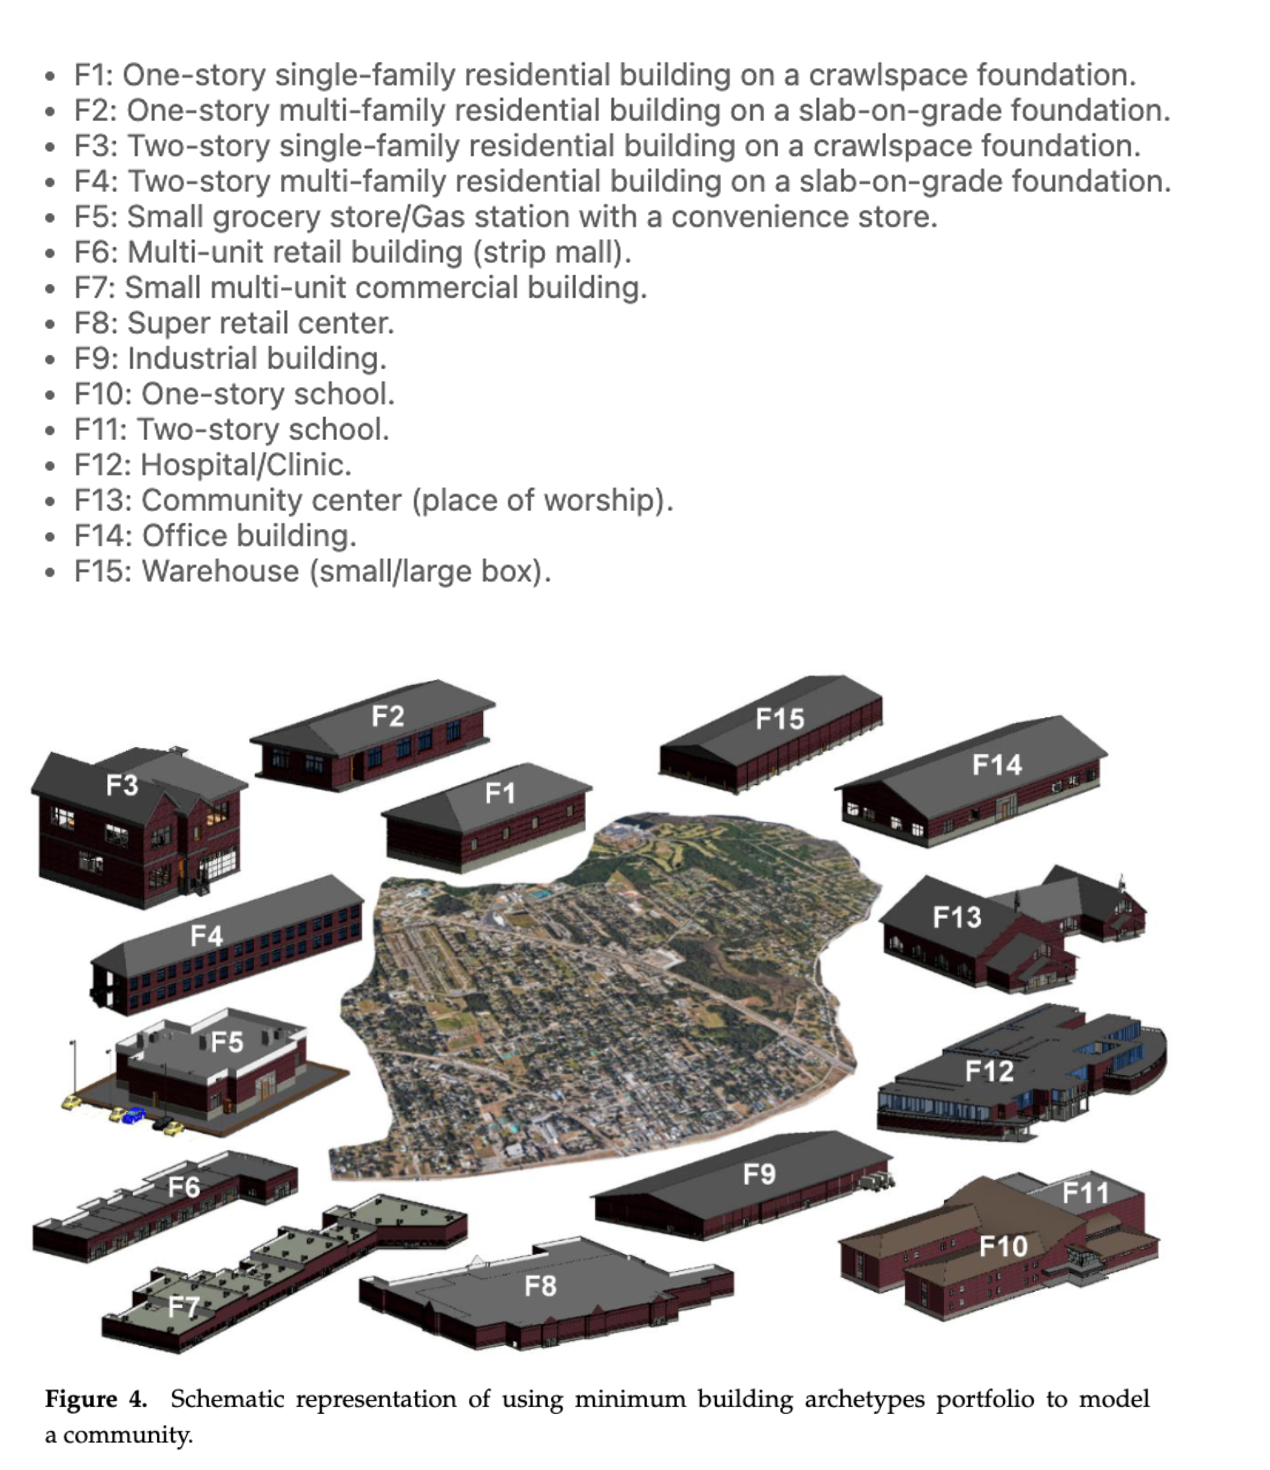 • F1: One-story single-family residential building on a crawlspace foundation.
• F2: One-story multi-family residential building on a slab-on-grade foundation.
• F3: Two-story single-family residential building on a crawlspace foundation.
• F4: Two-story multi-family residential building on a slab-on-grade foundation.
• F5: Small grocery store/Gas station with a convenience store.
• F6: Multi-unit retail building (strip mall).
• F7: Small multi-unit commercial building.
• F8: Super retail center.
• F9: Industrial building.
• F10: One-story school.
• F11: Two-story school.
• F12: Hospital/Clinic.
• F13: Community center (place of worship).
• F14: Office building.
• F15: Warehouse (small/large box).
F2
F15
F3
F1
F14
F4
F13
F5
F12
F6
F9
F11
F7
F8
F10
Figure 4. Schematic representation of using minimum building archetypes portfolio to model
a community.